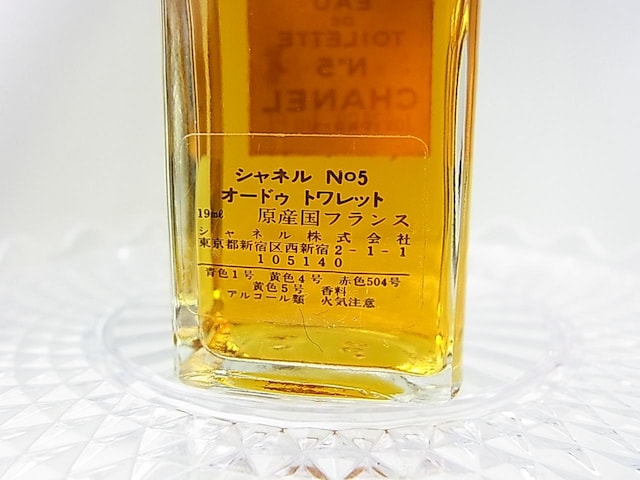 EAU
DE
TOILETTE
N°5
CHANEL
シャネル No5
オードゥ トワレット
19ml 原産国フランス
シャネル株式会社
東京都新宿区西新宿2-1-1
105140
青色1号 黄色4号 赤色504号
黄色5号 香料
アルコール類 火気注意